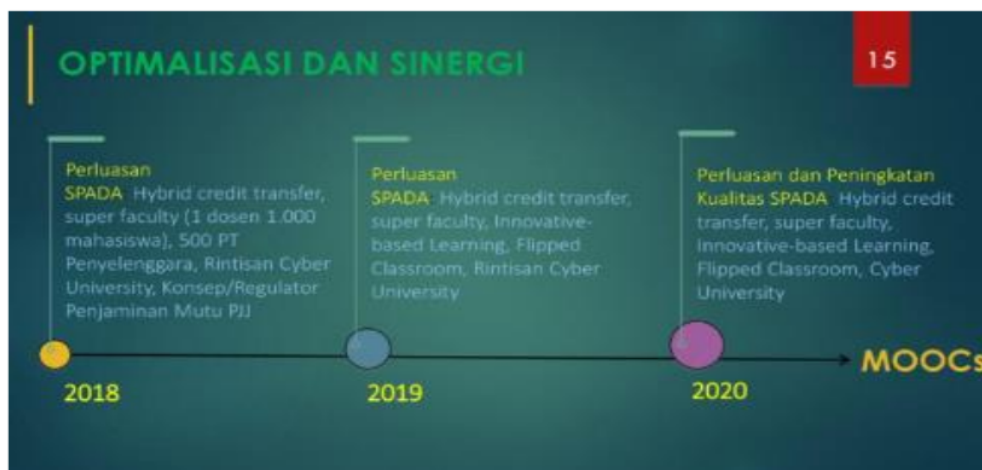 OPTIMALISASI DAN SINERGI
15
Perluasan
SPADA Hybrid credit transfer,
super faculty (1 dosen 1.000
mahasiswa), 500 PT
Penyelenggara, Rintisan Cyber
University, Konsep/Regulator
Penjaminan Mutu PJJ
Perluasan
SPADA Hybrid credit transfer,
super faculty, Innovative-
based Learning, Flipped
Classroom, Rintisan Cyber
University
Perluasan dan Peningkatan
Kualitas SPADA Hybrid credit
transfer, super faculty,
Innovative-based Learning,
Flipped Classroom, Cyber
University
MOOCs
2018
2019
2020